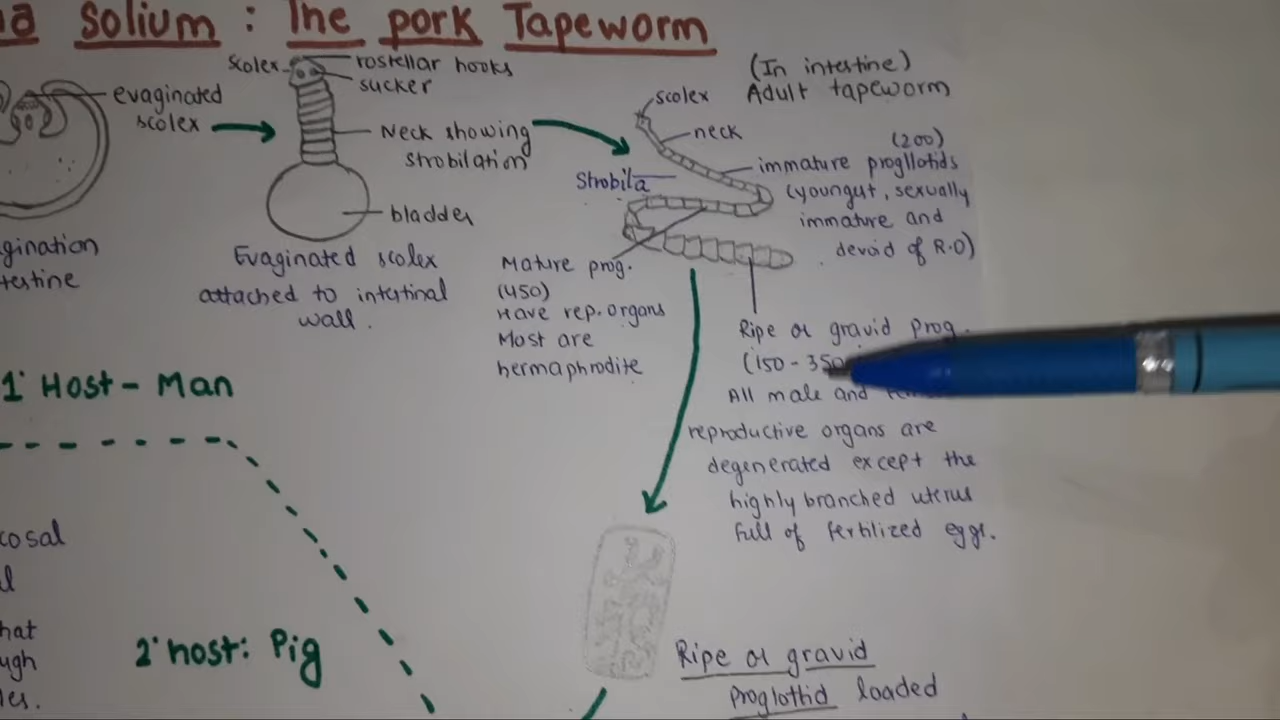 Solium : The pork Tapeworm
evaginated
scolex
gination
testine
scolex
rostellar hooks
sucker
Neck showing
strobilation
bladder
Evaginated scolex
attached to intestinal
wall.
(In intestine)
Adult tapeworm
scolex
neck
Strobila
(200)
immature proglottids
(youngest, sexually
immature and
devoid of R.O)
Mature prog.
(450)
Have rep. organs
Most are
hermaphrodite
Ripe or gravid prog.
(150-350
All male and
reproductive organs are
degenerated except the
highly branched uterus
full of fertilized eggs.
1° Host - Man
2° host: Pig
Ripe or gravid
proglottid loaded
cosal
hat
ugh